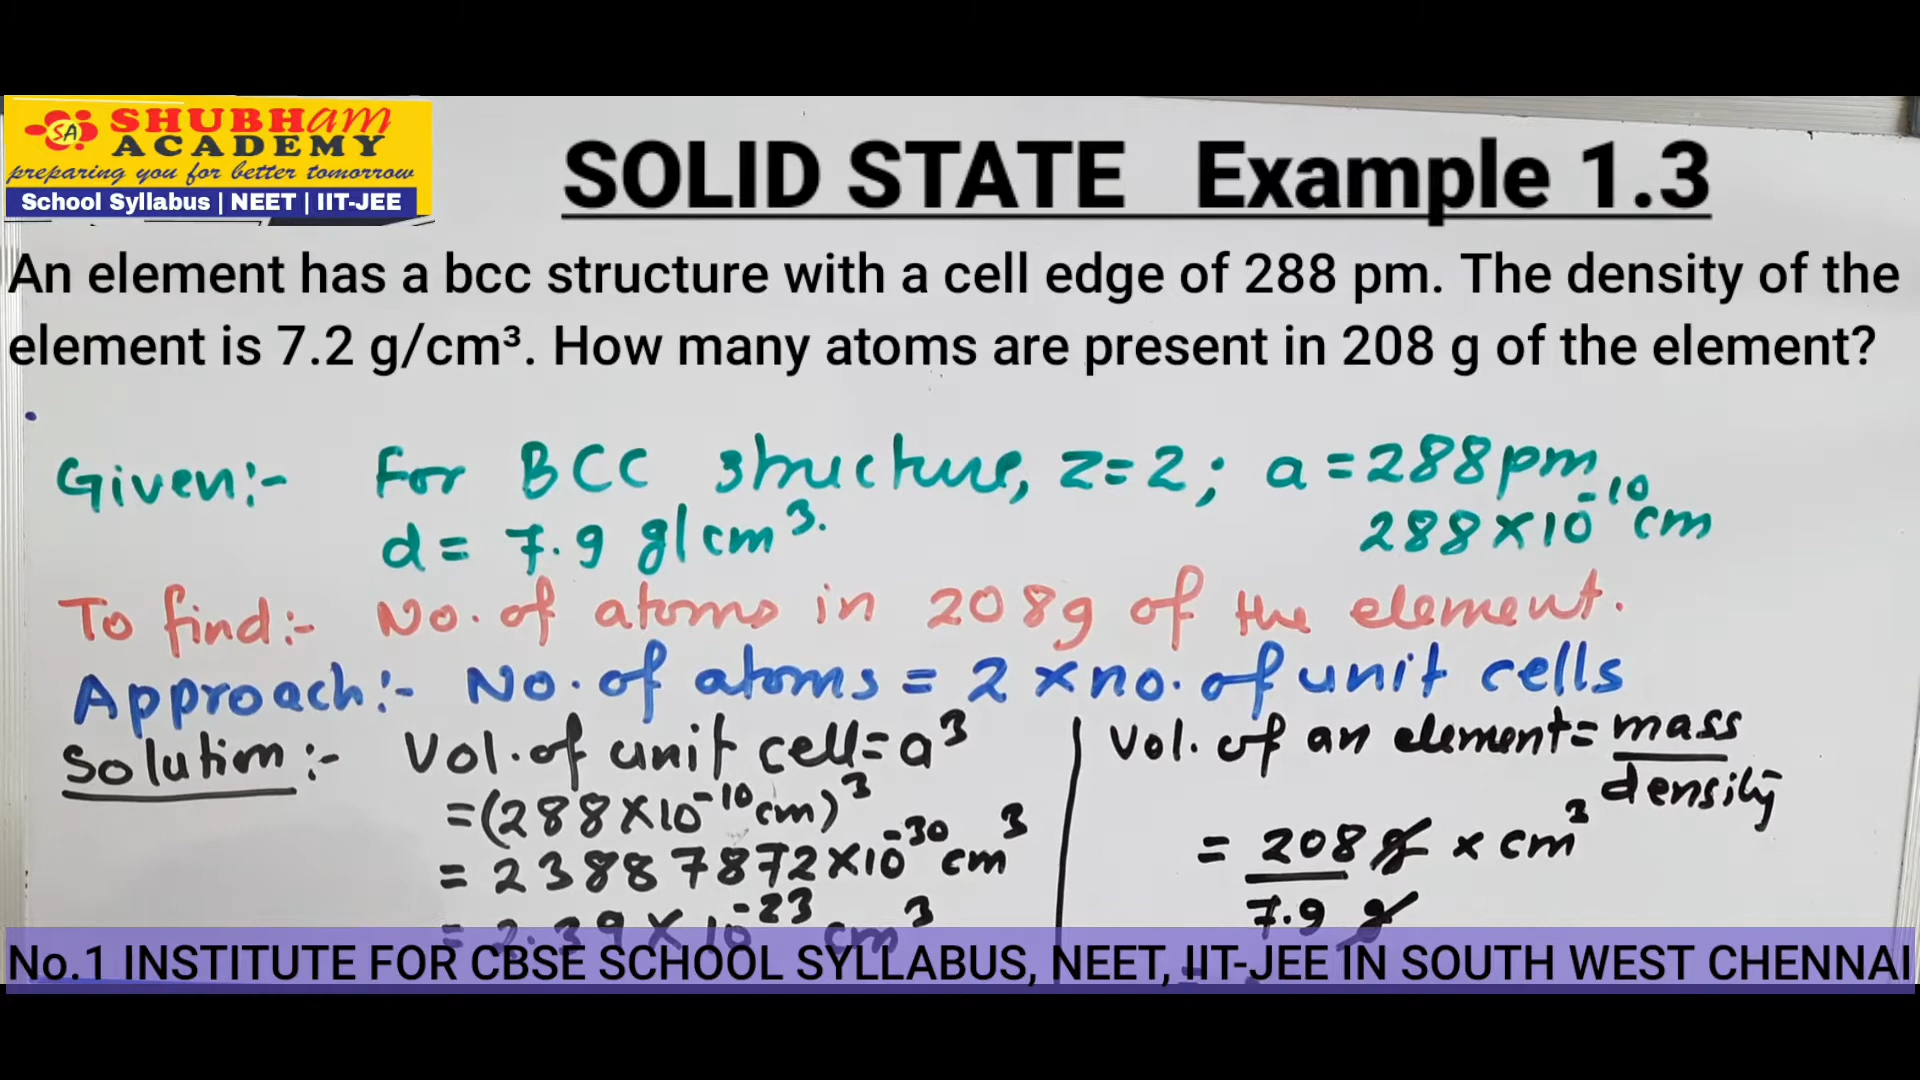 SHUBHam
ACADEMY
preparing you for better tomorrow
School Syllabus | NEET | IIT-JEE
SOLID STATE Example 1.3
An element has a bcc structure with a cell edge of 288 pm. The density of the
element is 7.2 g/cm³. How many atoms are present in 208 g of the element?
Given:- For BCC structure, z=2; a=288pm
d= 7.9 g/cm³. 288×10⁻¹⁰cm
To find:- No. of atoms in 208g of the element.
Approach:- No. of atoms = 2 × no. of unit cells
Solution:- Vol. of unit cell=a³
=(288×10⁻¹⁰cm)³
= 23887872×10⁻³⁰cm³
= 2.39×10⁻²³ cm³
Vol. of an element= mass
density
= 208 g × cm³
7.9 g
No.1 INSTITUTE FOR CBSE SCHOOL SYLLABUS, NEET, IIT-JEE IN SOUTH WEST CHENNAI